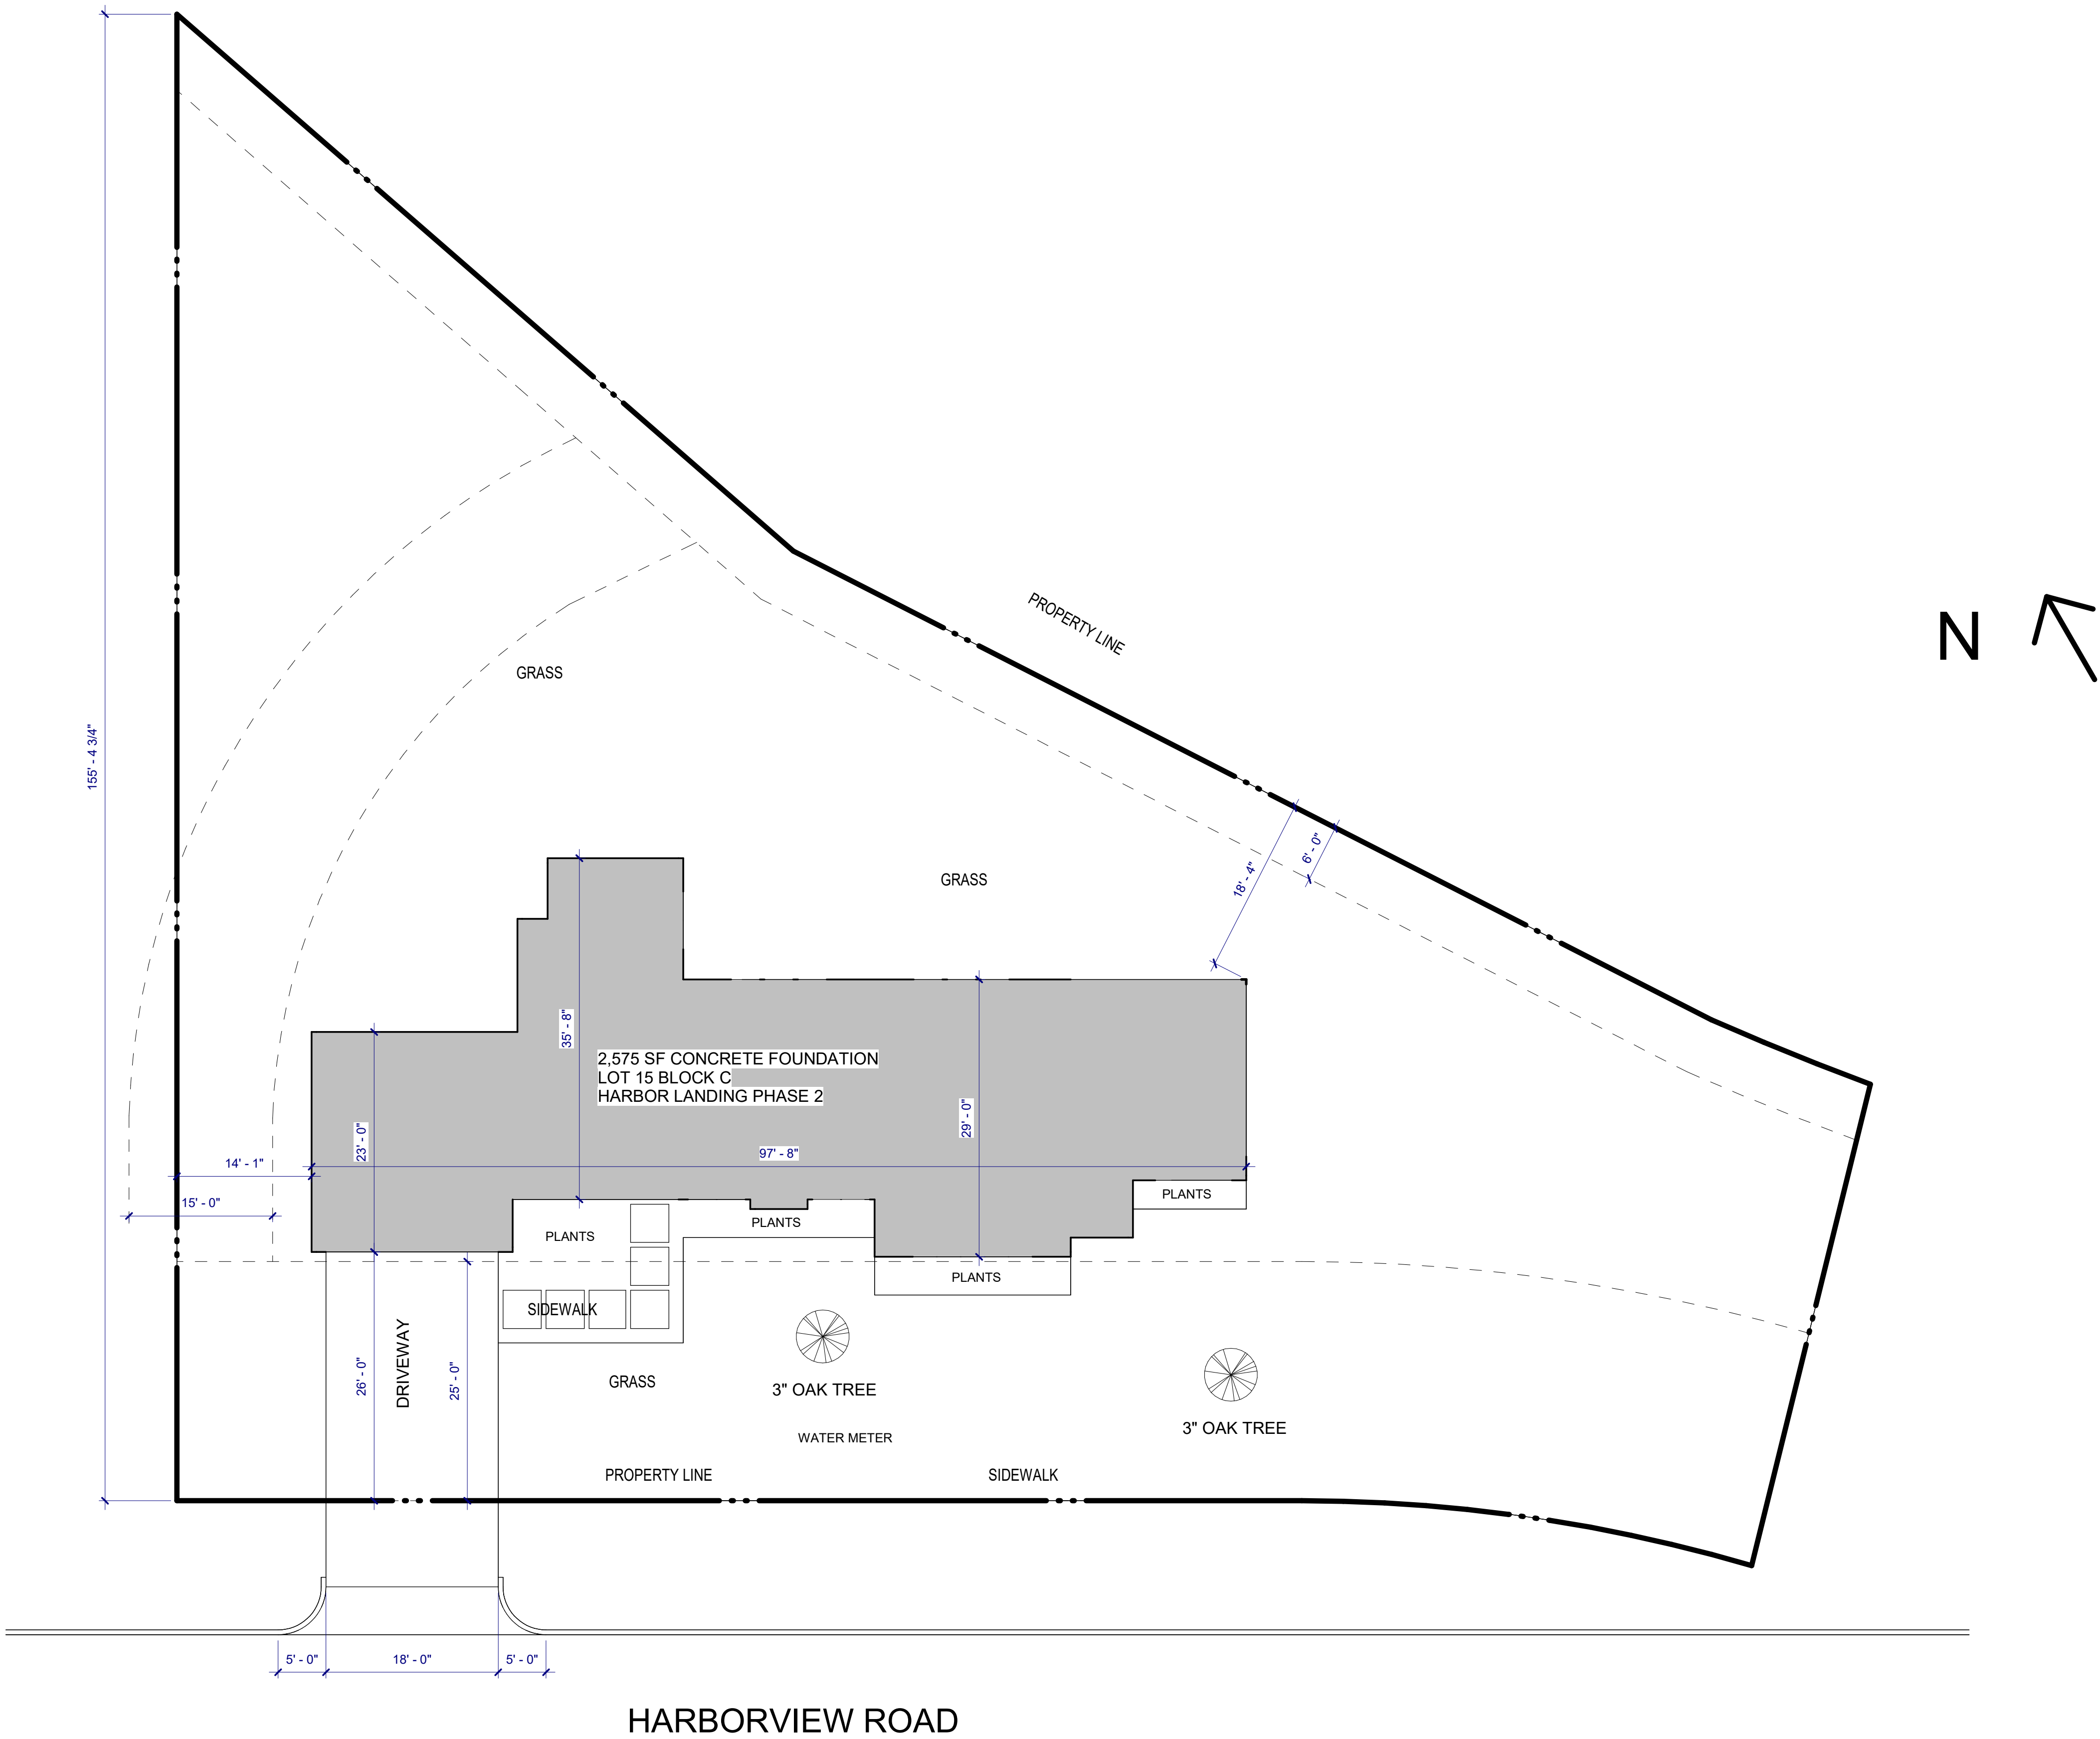 PROPERTY LINE
N
155' - 4 3/4"
GRASS
6' - 0"
18' - 4"
GRASS
35' - 8"
2,575 SF CONCRETE FOUNDATION
LOT 15 BLOCK C
HARBOR LANDING PHASE 2
29' - 0"
23' - 0"
97' - 8"
14' - 1"
15' - 0"
PLANTS
PLANTS
PLANTS
PLANTS
SIDEWALK
DRIVEWAY
26' - 0"
25' - 0"
GRASS
3" OAK TREE
3" OAK TREE
WATER METER
PROPERTY LINE
SIDEWALK
5' - 0"
18' - 0"
5' - 0"
HARBORVIEW ROAD